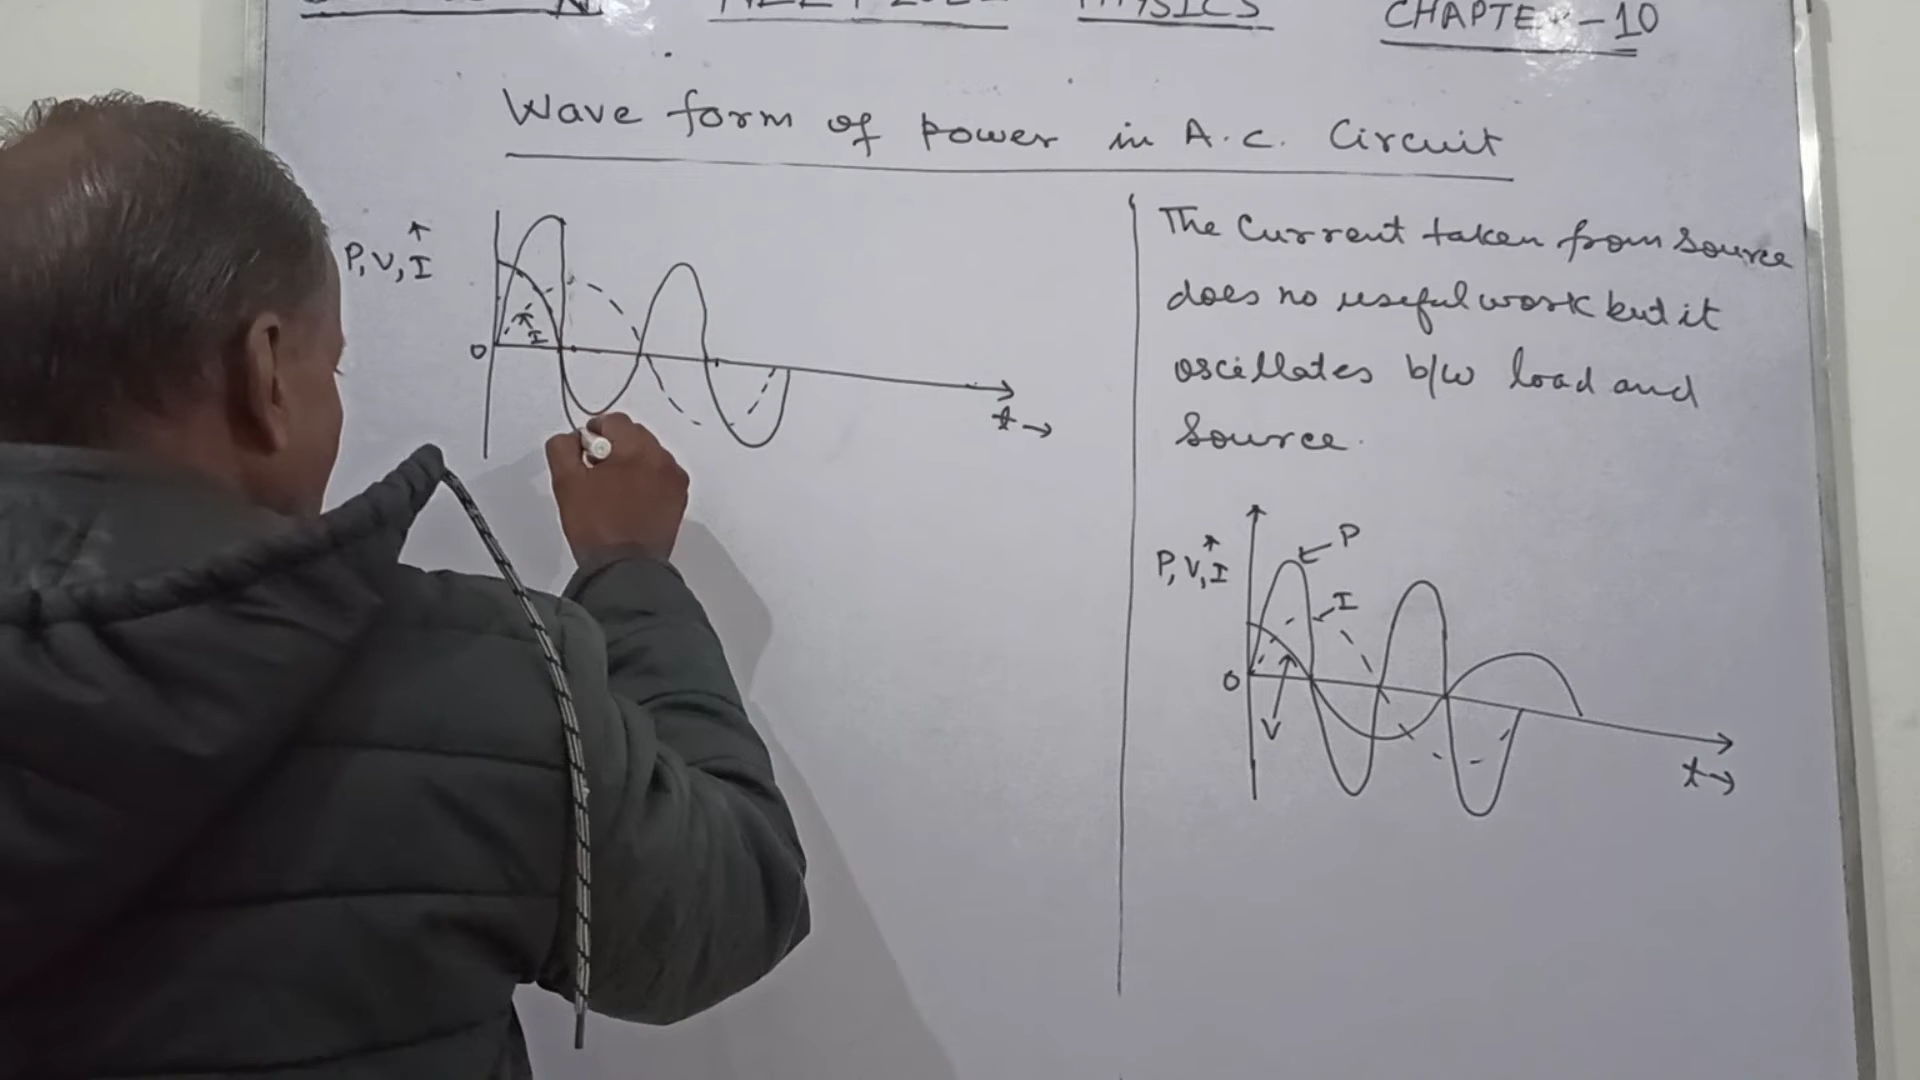 PHYSICS CHAPTER-10
Wave form of power in A.C. Circuit
P, V, I
I
0
t
The Current taken from source
does no useful work but it
oscillates b/w load and
Source.
P
P, V, I
I
0
V
t